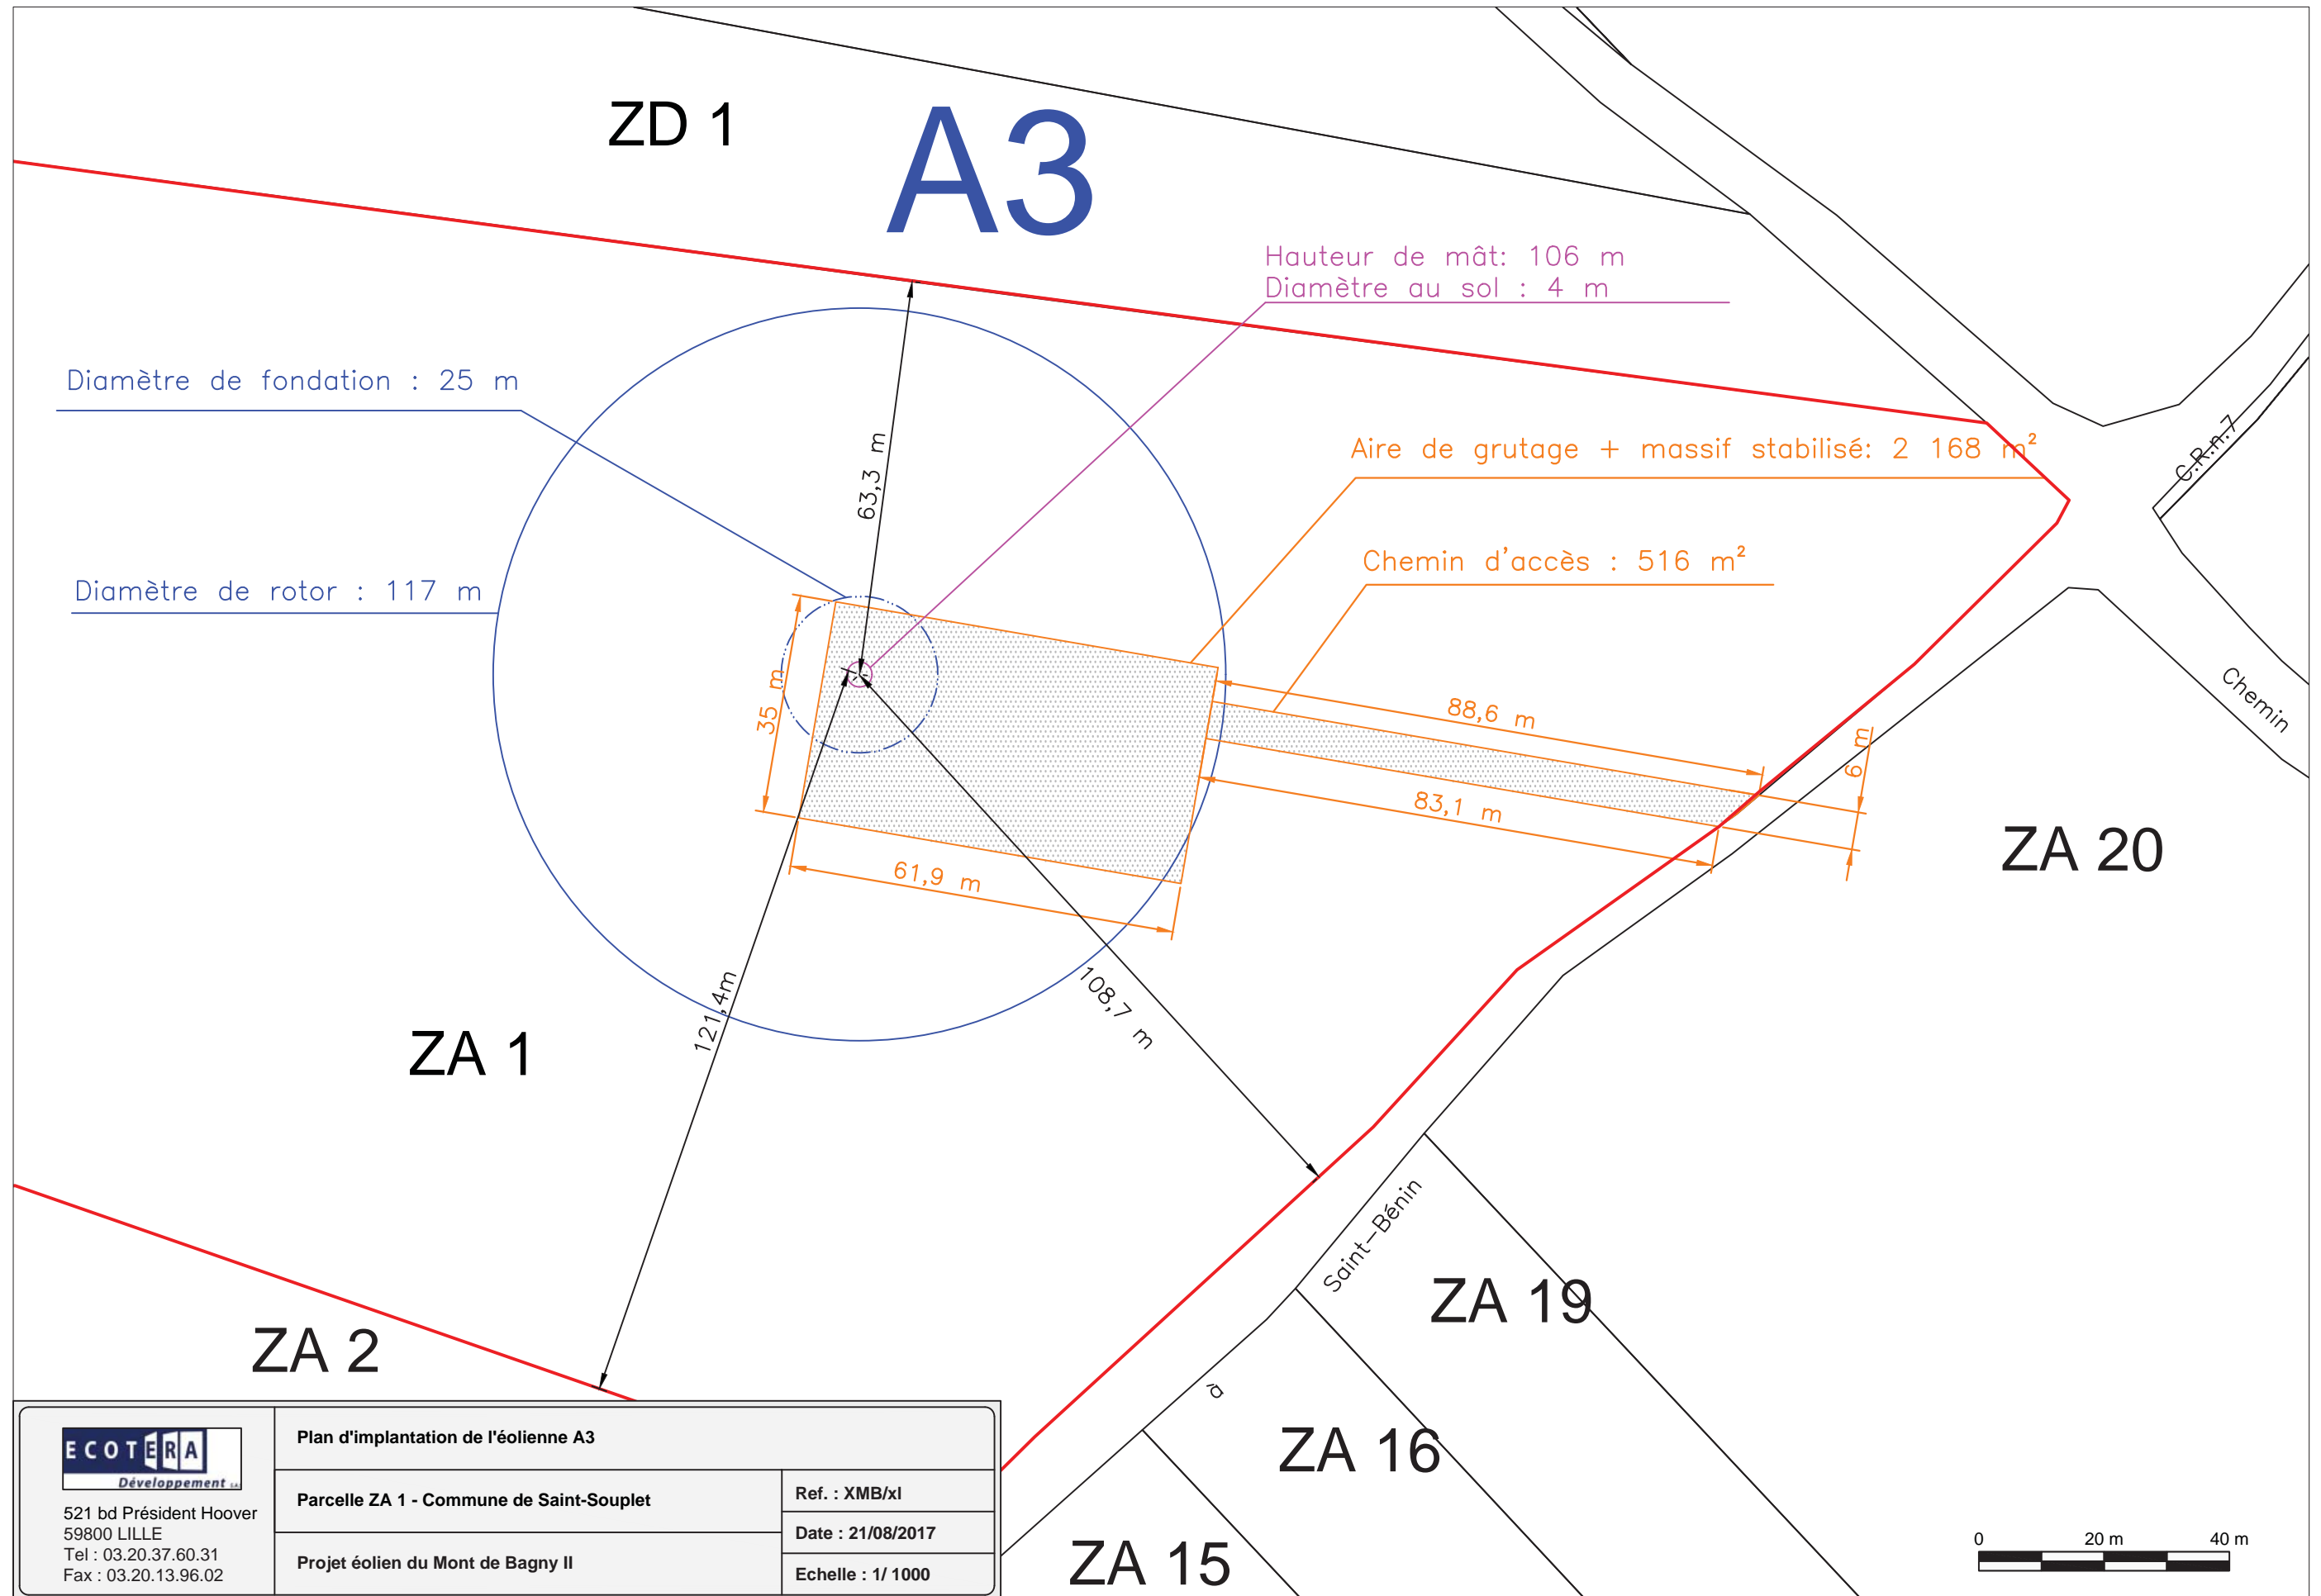 ZD 1
A3
Hauteur de mât: 106 m
Diamètre au sol : 4 m
Diamètre de fondation : 25 m
63,3 m
Aire de grutage + massif stabilisé: 2 168 m²
C.R.n.7
Chemin d'accès : 516 m²
Diamètre de rotor : 117 m
35 m
88,6 m
Chemin
6 m
83,1 m
61,9 m
ZA 20
121,4m
108,7 m
ZA 1
Saint-Bénin
ZA 19
ZA 2
à
ZA 16
ZA 15
0 20 m 40 m
ECOTERA
Développement
521 bd Président Hoover
59800 LILLE
Tel : 03.20.37.60.31
Fax : 03.20.13.96.02
Plan d'implantation de l'éolienne A3
Parcelle ZA 1 - Commune de Saint-Souplet
Projet éolien du Mont de Bagny II
Ref. : XMB/xl
Date : 21/08/2017
Echelle : 1/ 1000